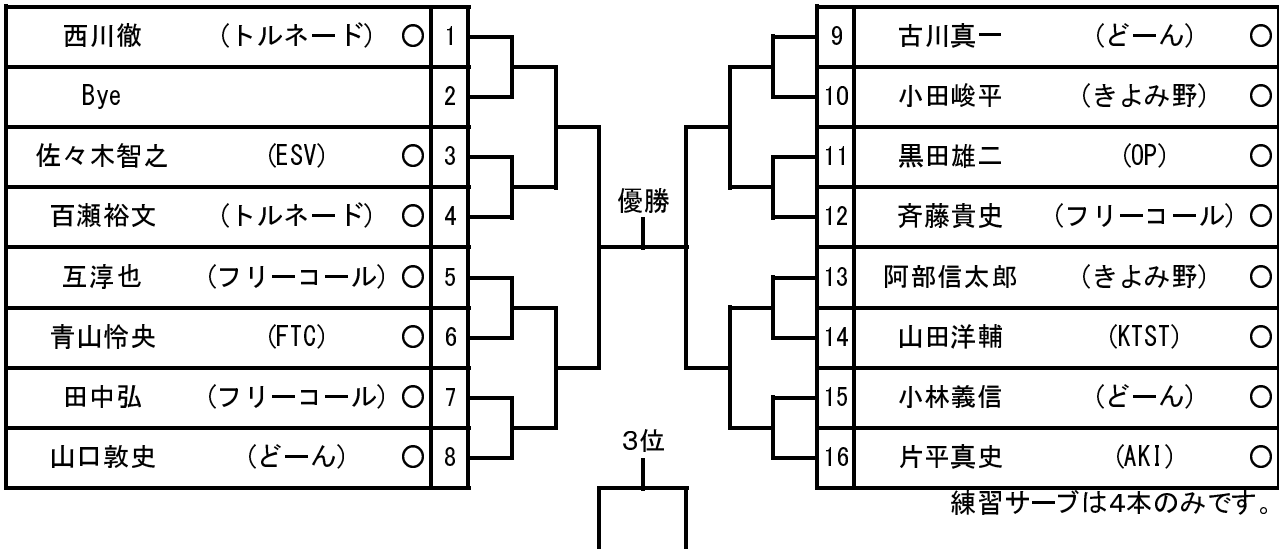 西川徹 (トルネード) ○ 1
Bye 2
佐々木智之 (ESV) ○ 3
百瀬裕文 (トルネード) ○ 4
互淳也 (フリーコール) ○ 5
青山怜央 (FTC) ○ 6
田中弘 (フリーコール) ○ 7
山口敦史 (どーん) ○ 8
優勝
3位
9 古川真一 (どーん) ○
10 小田峻平 (きよみ野) ○
11 黒田雄二 (OP) ○
12 斉藤貴史 (フリーコール) ○
13 阿部信太郎 (きよみ野) ○
14 山田洋輔 (KTST) ○
15 小林義信 (どーん) ○
16 片平真史 (AKI) ○
練習サーブは4本のみです。